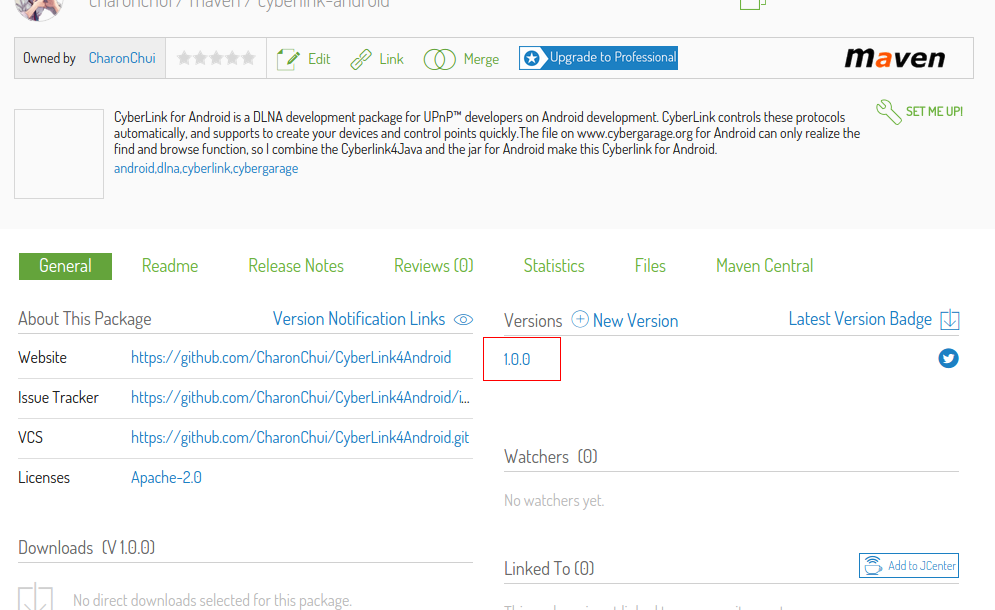 charonchui / maven / cyberlink-android
Owned by CharonChui
Edit
Link
Merge
Upgrade to Professional
maven
CyberLink for Android is a DLNA development package for UPnP™ developers on Android development. CyberLink controls these protocols
automatically, and supports to create your devices and control points quickly.The file on www.cybergarage.org for Android can only realize the
find and browse function, so I combine the Cyberlink4Java and the jar for Android make this Cyberlink for Android.
android,dlna,cyberlink,cybergarage
SET ME UP!
General
Readme
Release Notes
Reviews (0)
Statistics
Files
Maven Central
About This Package
Version Notification Links
Website https://github.com/CharonChui/CyberLink4Android
Issue Tracker https://github.com/CharonChui/CyberLink4Android/i...
VCS https://github.com/CharonChui/CyberLink4Android.git
Licenses Apache-2.0
Downloads (V 1.0.0)
No direct downloads selected for this package.
Versions
New Version
Latest Version Badge
1.0.0
Watchers (0)
No watchers yet.
Linked To (0)
Add to JCenter